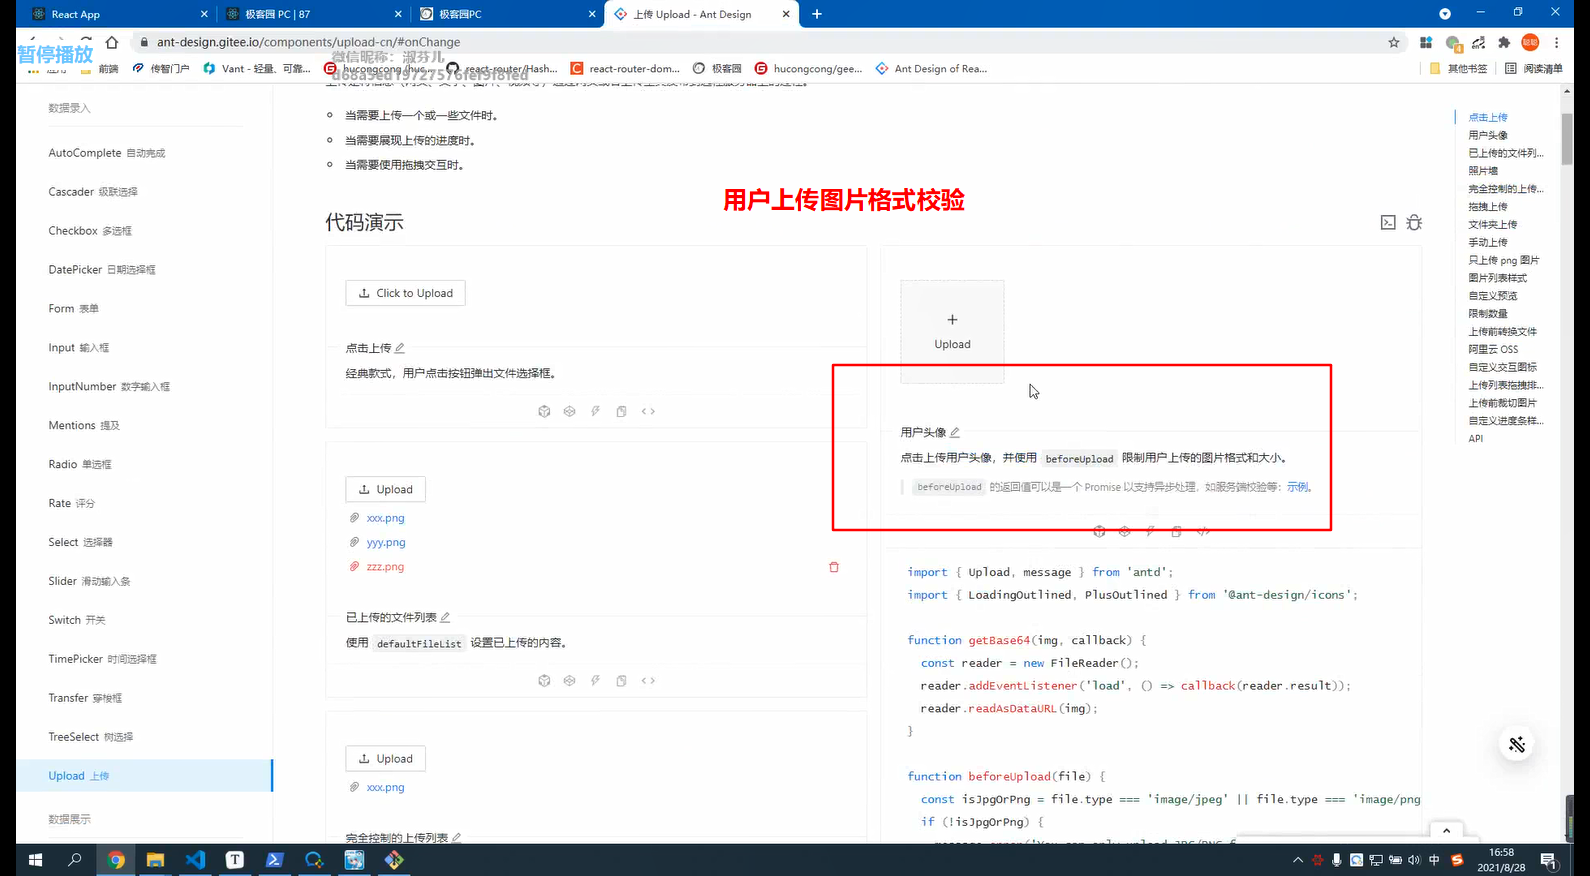 React App
极客园 PC | 87
极客园PC
上传 Upload - Ant Design
ant-design.gitee.io/components/upload-cn/#onChange
暂停播放
微信昵称：淑芬儿
d68a5ed19727576fef9f8fed
应用
前端
传智门户
Vant - 轻量、可靠...
hucongcong (huc...
react-router/Hash...
react-router-dom...
极客园
hucongcong/gee...
Ant Design of Rea...
其他书签
阅读清单
数据录入
AutoComplete 自动完成
Cascader 级联选择
Checkbox 多选框
DatePicker 日期选择框
Form 表单
Input 输入框
InputNumber 数字输入框
Mentions 提及
Radio 单选框
Rate 评分
Select 选择器
Slider 滑动输入条
Switch 开关
TimePicker 时间选择框
Transfer 穿梭框
TreeSelect 树选择
Upload 上传
数据展示
当需要上传一个或一些文件时。
当需要展现上传的进度时。
当需要使用拖拽交互时。
用户上传图片格式校验
代码演示
Click to Upload
点击上传
经典款式，用户点击按钮弹出文件选择框。
Upload
xxx.png
yyy.png
zzz.png
已上传的文件列表
使用 defaultFileList 设置已上传的内容。
Upload
xxx.png
完全控制的上传列表
+
Upload
用户头像
点击上传用户头像，并使用 beforeUpload 限制用户上传的图片格式和大小。
beforeUpload 的返回值可以是一个 Promise 以支持异步处理，如服务端校验等：示例。
import { Upload, message } from 'antd';
import { LoadingOutlined, PlusOutlined } from '@ant-design/icons';
function getBase64(img, callback) {
const reader = new FileReader();
reader.addEventListener('load', () => callback(reader.result));
reader.readAsDataURL(img);
}
function beforeUpload(file) {
const isJpgOrPng = file.type === 'image/jpeg' || file.type === 'image/png
if (!isJpgOrPng) {
点击上传
用户头像
已上传的文件列...
照片墙
完全控制的上传...
拖拽上传
文件夹上传
手动上传
只上传 png 图片
图片列表样式
自定义预览
限制数量
上传前转换文件
阿里云 OSS
自定义交互图标
上传列表拖拽排...
上传前裁切图片
自定义进度条样...
API
中
16:58
2021/8/28